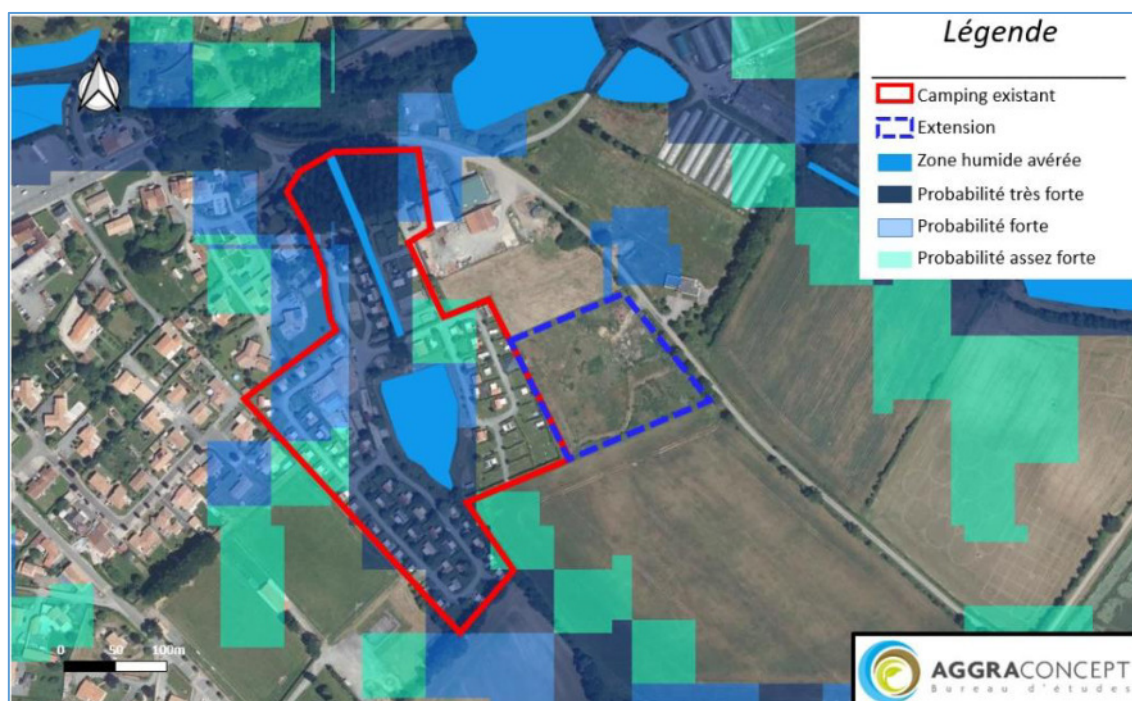 Légende
Camping existant
Extension
Zone humide avérée
Probabilité très forte
Probabilité forte
Probabilité assez forte
0 50 100m
AGGRACONCEPT
Bureau d'études